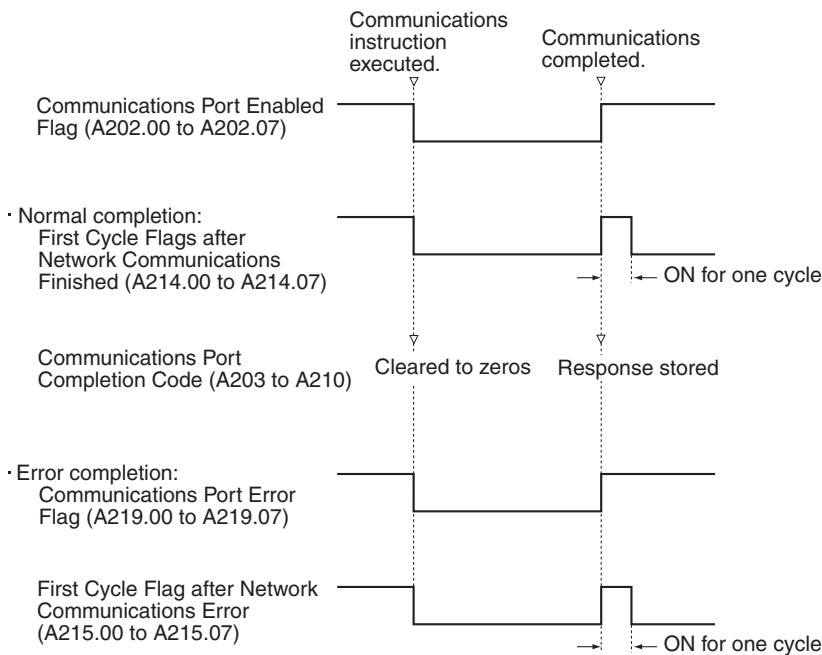 Communications
instruction
executed.
Communications
completed.
Communications Port Enabled
Flag (A202.00 to A202.07)
· Normal completion:
First Cycle Flags after
Network Communications
Finished (A214.00 to A214.07)
ON for one cycle
Communications Port
Completion Code (A203 to A210)
Cleared to zeros
Response stored
· Error completion:
Communications Port Error
Flag (A219.00 to A219.07)
First Cycle Flag after Network
Communications Error
(A215.00 to A215.07)
ON for one cycle